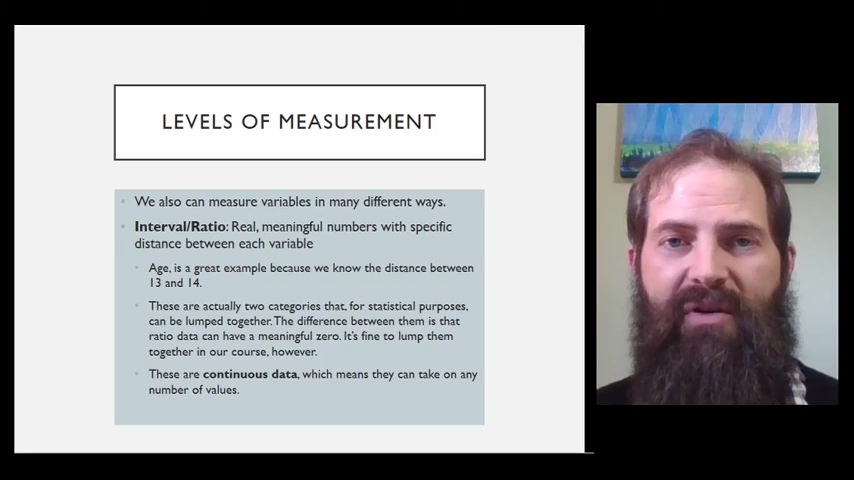 LEVELS OF MEASUREMENT
We also can measure variables in many different ways.
Interval/Ratio: Real, meaningful numbers with specific
distance between each variable
Age, is a great example because we know the distance between
13 and 14.
These are actually two categories that, for statistical purposes,
can be lumped together. The difference between them is that
ratio data can have a meaningful zero. It's fine to lump them
together in our course, however.
These are continuous data, which means they can take on any
number of values.